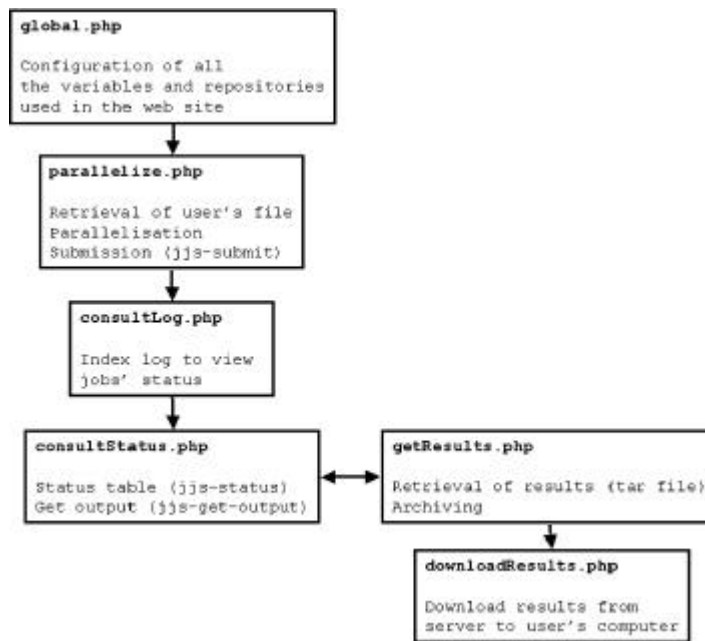 global.php
Configuration of all
the variables and repositories
used in the web site
parallelize.php
Retrieval of user's file
Parallelisation
Submission (jjs-submit)
consultLog.php
Index log to view
jobs' status
consultStatus.php
Status table (jjs-status)
Get output (jjs-get-output)
getResults.php
Retrieval of results (tar file)
Archiving
downloadResults.php
Download results from
server to user's computer